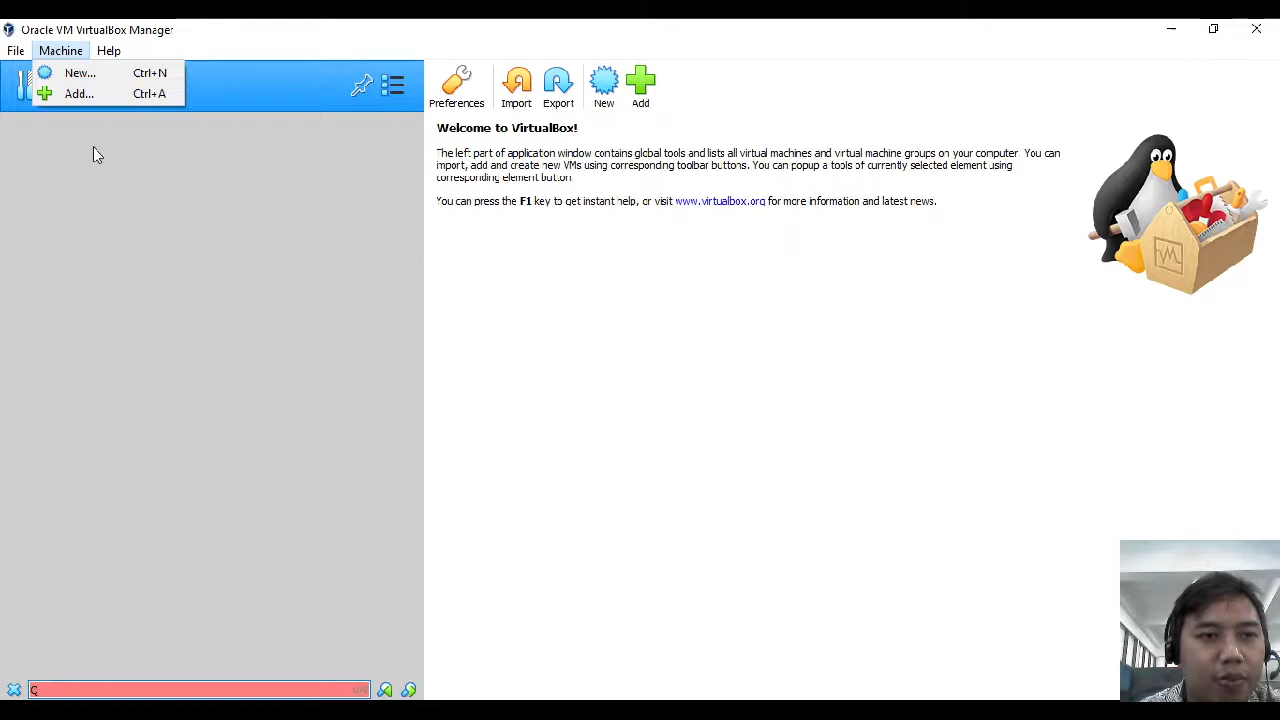 Oracle VM VirtualBox Manager
File Machine Help
New... Ctrl+N
Add... Ctrl+A
Preferences Import Export New Add
Welcome to VirtualBox!
The left part of application window contains global tools and lists all virtual machines and virtual machine groups on your computer. You can
import, add and create new VMs using corresponding toolbar buttons. You can popup a tools of currently selected element using
corresponding element button.
You can press the F1 key to get instant help, or visit www.virtualbox.org for more information and latest news.